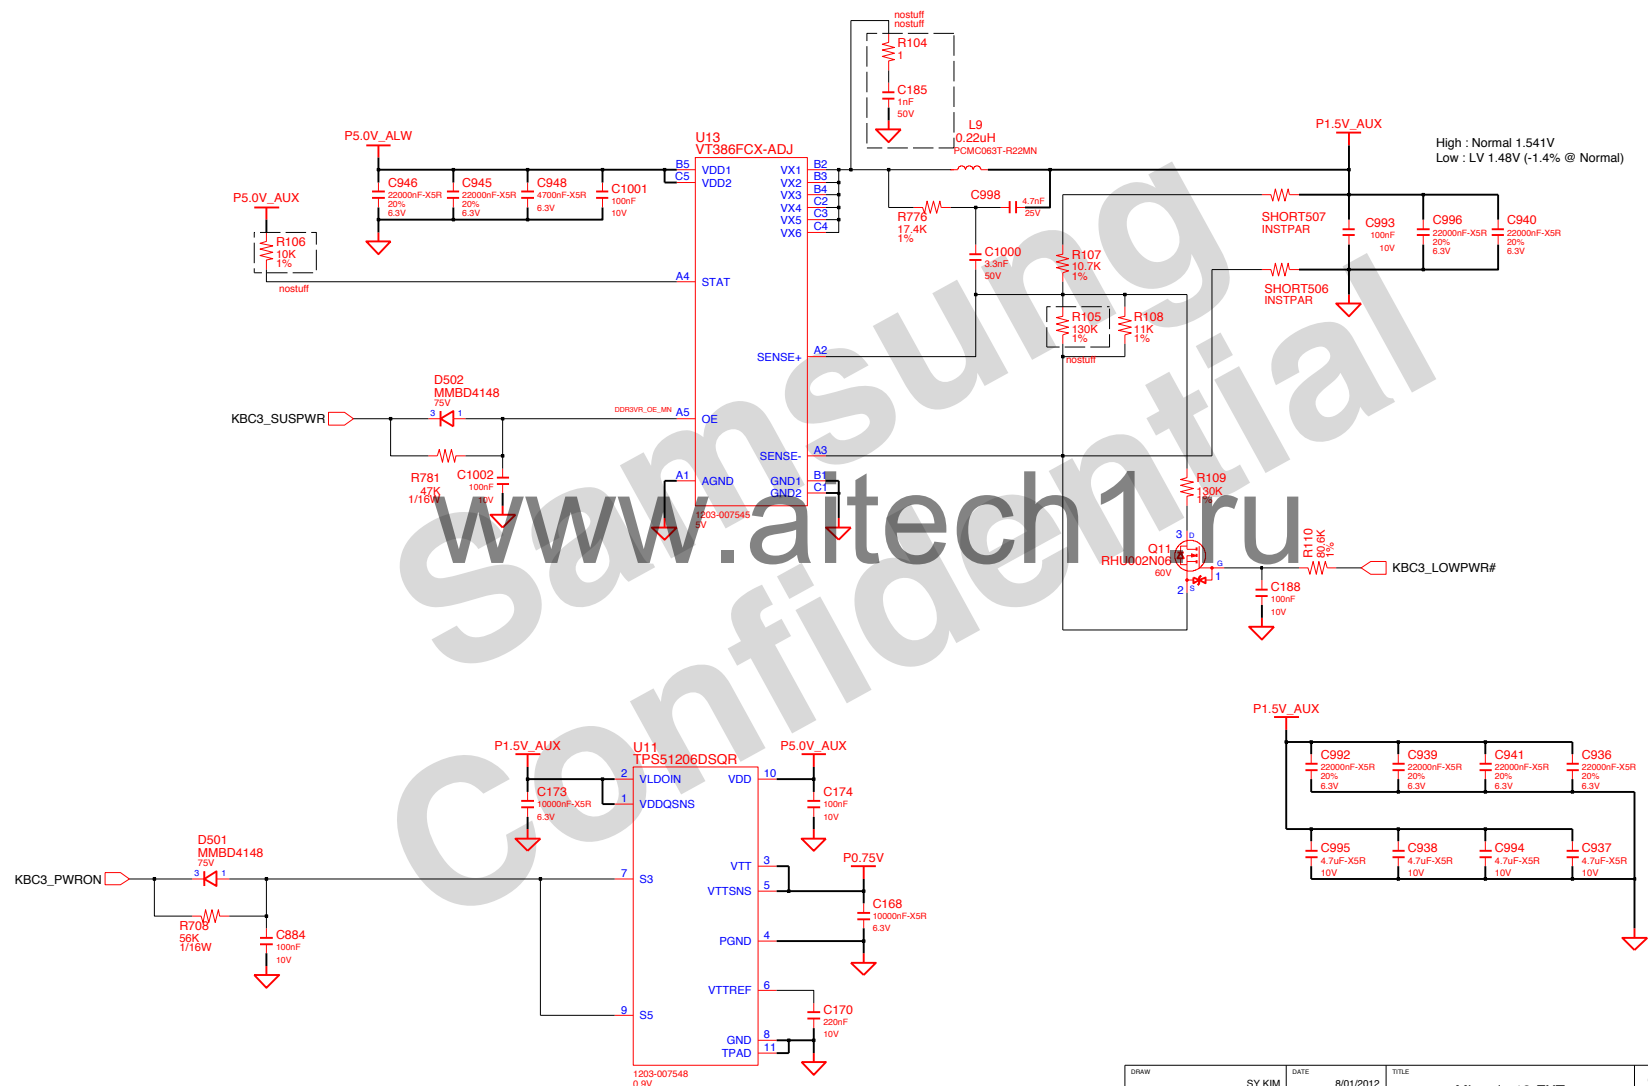 nostuff
nostuff
R104
1
C185
1nF
50V
L9
0.22uH
PCMC063T-R22MN
P1.5V_AUX
High : Normal 1.541V
Low : LV 1.48V (-1.4% @ Normal)
P5.0V_ALW
U13
VT386FCX-ADJ
B5
C5
VDD1
VDD2
VX1
VX2
VX3
VX4
VX5
VX6
B2
B3
B4
C2
C3
C4
C946
22000nF-X5R
20%
6.3V
C945
22000nF-X5R
20%
6.3V
C948
4700nF-X5R
6.3V
C1001
100nF
10V
P5.0V_AUX
R106
10K
1%
nostuff
A4
STAT
R776
17.4K
1%
C998
4.7nF
25V
C1000
3.3nF
50V
R107
10.7K
1%
R105
130K
1%
nostuff
R108
11K
1%
SHORT507
INSTPAR
SHORT506
INSTPAR
C993
100nF
10V
C996
22000nF-X5R
20%
6.3V
C940
22000nF-X5R
20%
6.3V
SENSE+
A2
D502
MMBD4148
75V
3
1
KBC3_SUSPWR
DDR3VR_OE_MN
A5
OE
R781
47K
1/16W
C1002
100nF
10V
SENSE-
A3
A1
AGND
GND1
GND2
B1
C1
1203-007545
5V
R109
130K
1%
Q11
RHU002N06
60V
3
D
G
1
2
S
R110
80.6K
1%
KBC3_LOWPWR#
C188
100nF
10V
Samsung
Confidential
www.aitech1.ru
P1.5V_AUX
U11
TPS51206DSQR
P5.0V_AUX
2
VLDOIN
1
VDDQSNS
VDD
10
C173
10000nF-X5R
6.3V
C174
100nF
10V
VTT
3
VTTSNS
5
P0.75V
C168
10000nF-X5R
6.3V
PGND
4
D501
MMBD4148
75V
3
1
KBC3_PWRON
7
S3
R708
56K
1/16W
C884
100nF
10V
VTTREF
6
C170
220nF
10V
9
S5
GND
8
TPAD
11
1203-007548
0.9V
P1.5V_AUX
C992
22000nF-X5R
20%
6.3V
C939
22000nF-X5R
20%
6.3V
C941
22000nF-X5R
20%
6.3V
C936
22000nF-X5R
20%
6.3V
C995
4.7uF-X5R
10V
C938
4.7uF-X5R
10V
C994
4.7uF-X5R
10V
C937
4.7uF-X5R
10V
DRAW
SY KIM
DATE
8/01/2012
TITLE